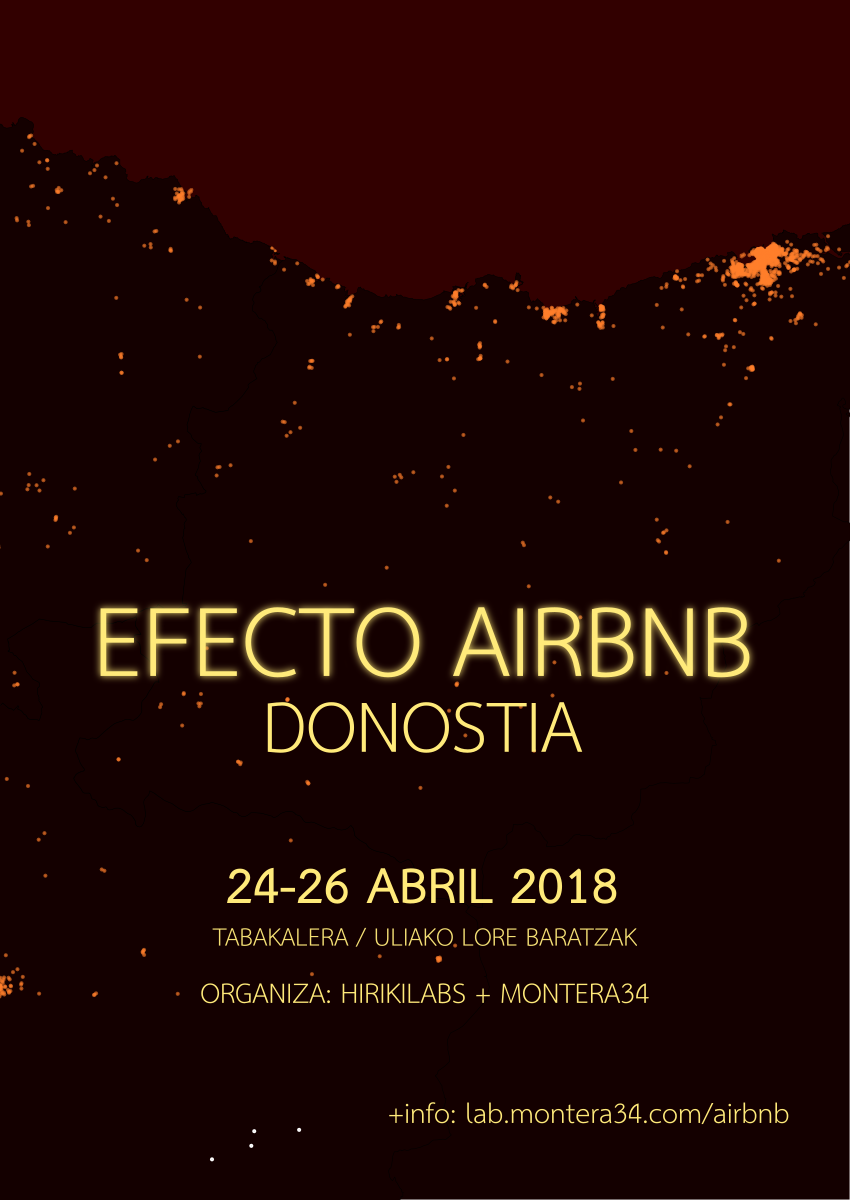 EFECTO AIRBNB
DONOSTIA
24-26 ABRIL 2018
TABAKALERA / ULIAKO LORE BARATZAK
ORGANIZA: HIRIKILABS + MONTERA34
+info: lab.montera34.com/airbnb